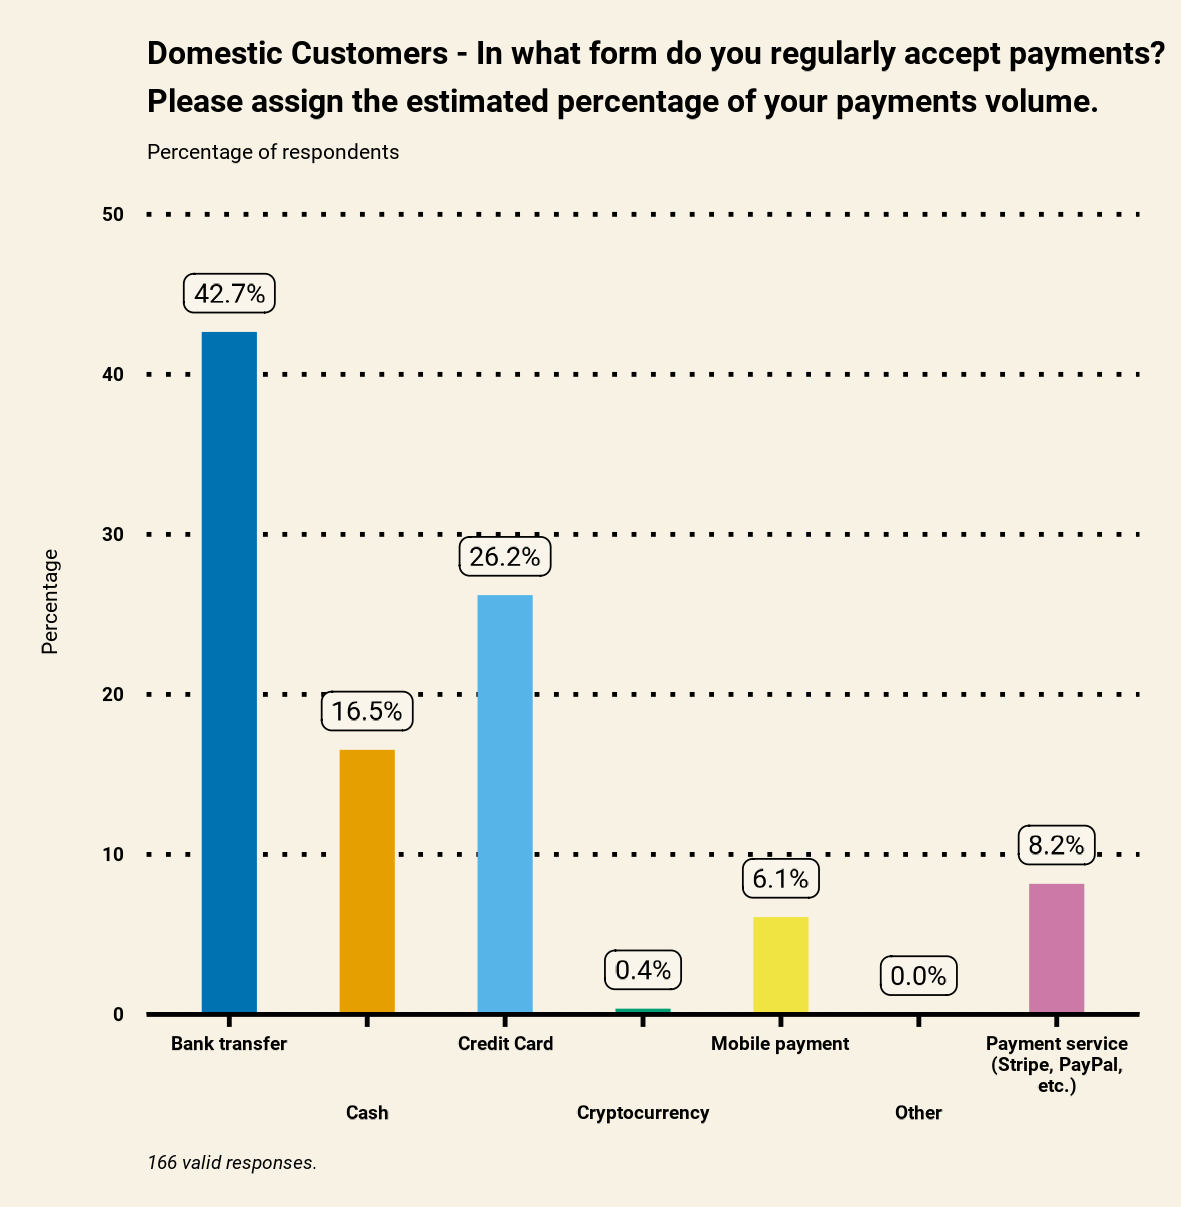 Domestic Customers - In what form do you regularly accept payments?
Please assign the estimated percentage of your payments volume.
Percentage of respondents
Percentage
50
40
30
20
10
0
42.7%
16.5%
26.2%
0.4%
6.1%
0.0%
8.2%
Bank transfer
Cash
Credit Card
Cryptocurrency
Mobile payment
Other
Payment service
(Stripe, PayPal,
etc.)
166 valid responses.